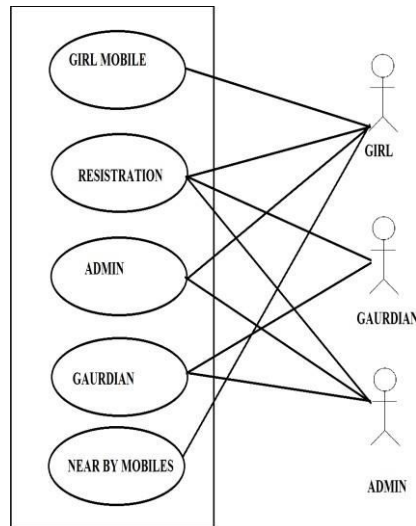 GIRL MOBILE
RESISTRATION
ADMIN
GAURDIAN
NEAR BY MOBILES
GIRL
GAURDIAN
ADMIN